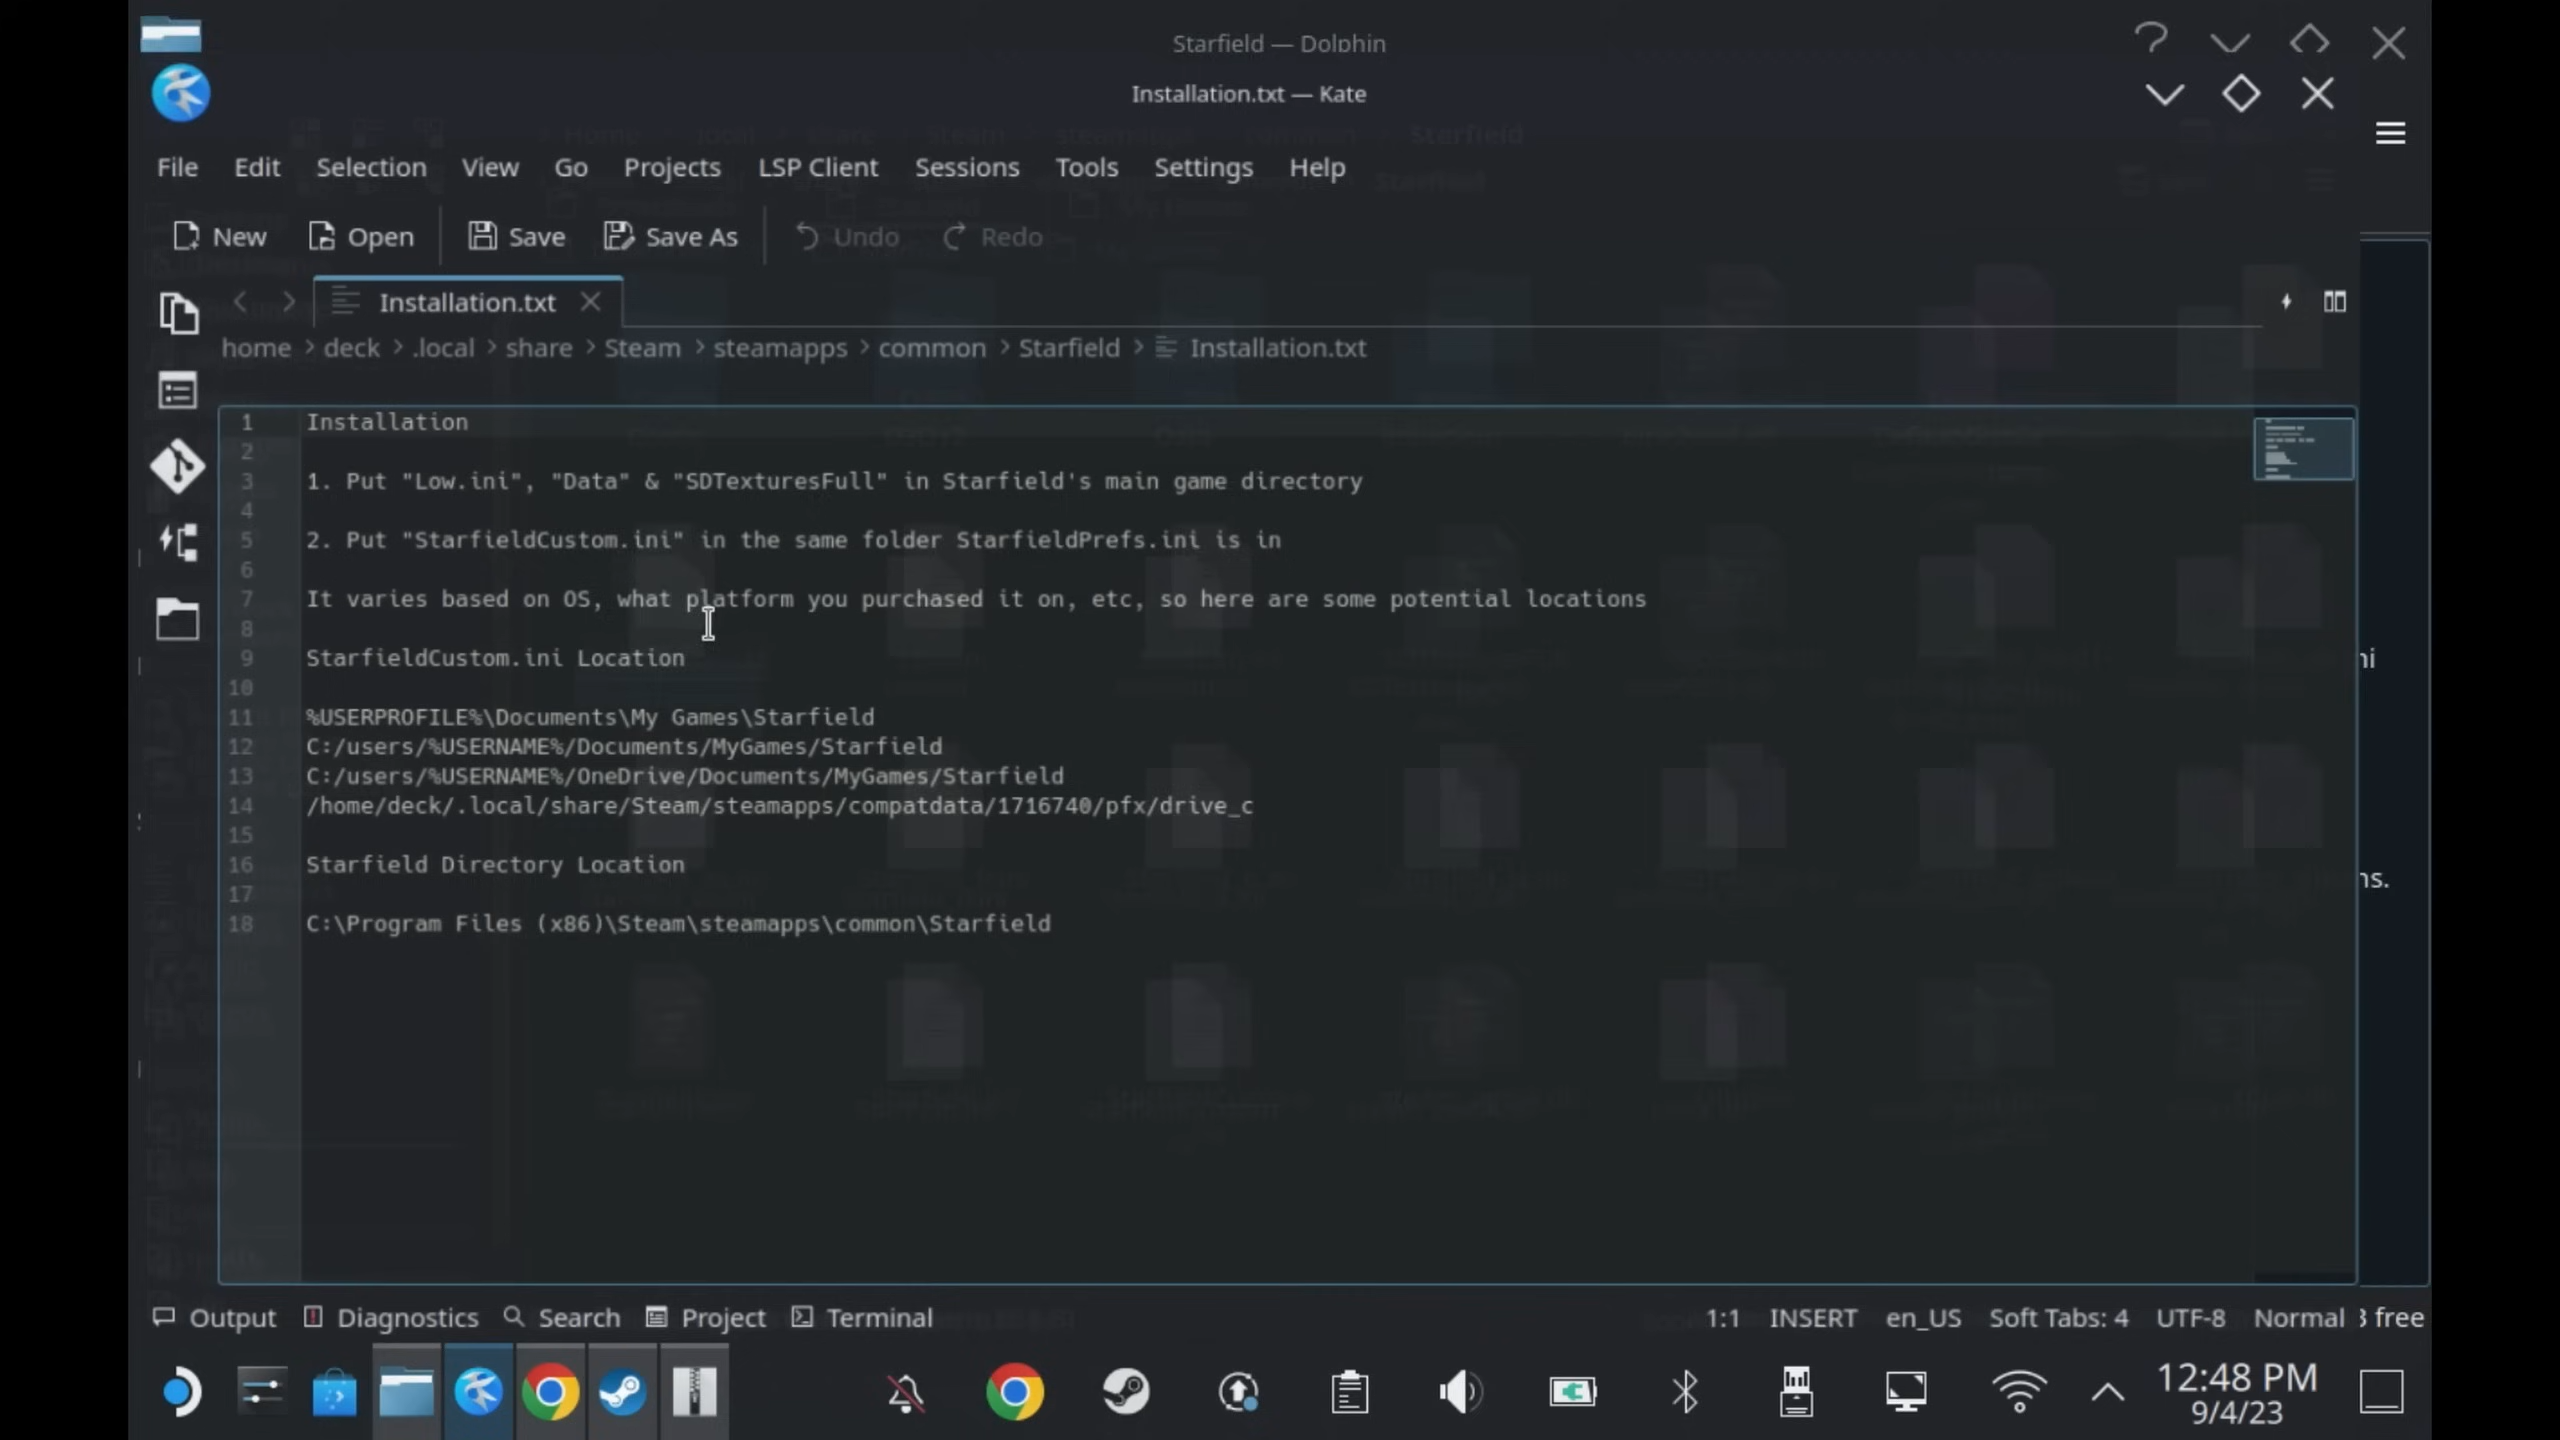 Starfield — Dolphin
Installation.txt — Kate
File Edit Selection View Go Projects LSP Client Sessions Tools Settings Help
New Open Save Save As Undo Redo
Installation.txt
home > deck > .local > share > Steam > steamapps > common > Starfield > Installation.txt
1 Installation
2
3 1. Put "Low.ini", "Data" & "SDTexturesFull" in Starfield's main game directory
4
5 2. Put "StarfieldCustom.ini" in the same folder StarfieldPrefs.ini is in
6
7 It varies based on OS, what platform you purchased it on, etc, so here are some potential locations
8
9 StarfieldCustom.ini Location
10
11 %USERPROFILE%\Documents\My Games\Starfield
12 C:/users/%USERNAME%/Documents/MyGames/Starfield
13 C:/users/%USERNAME%/OneDrive/Documents/MyGames/Starfield
14 /home/deck/.local/share/Steam/steamapps/compatdata/1716740/pfx/drive_c
15
16 Starfield Directory Location
17
18 C:\Program Files (x86)\Steam\steamapps\common\Starfield
ns.
Output Diagnostics Search Project Terminal 1:1 INSERT en_US Soft Tabs: 4 UTF-8 Normal free
12:48 PM
9/4/23